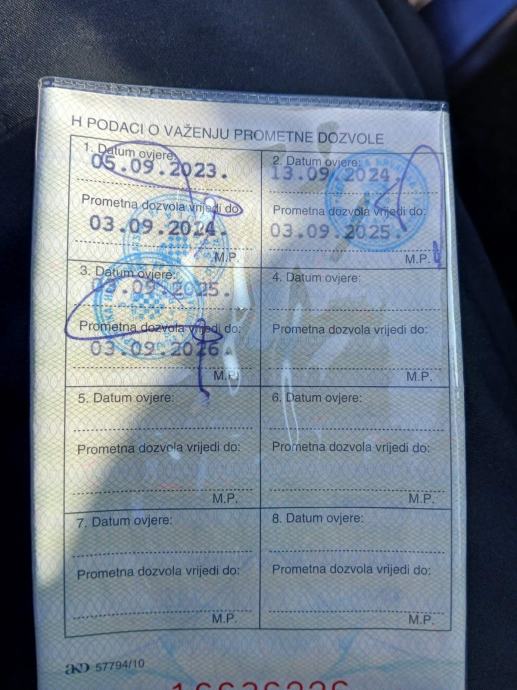 H PODACI O VAŽENJU PROMETNE DOZVOLE
1. Datum ovjere:
05.09.2023.
Prometna dozvola vrijedi do:
03.09.2024.
M.P.
2. Datum ovjere:
13.09.2024.
Prometna dozvola vrijedi do:
03.09.2025.
M.P.
3. Datum ovjere:
.09.2025.
Prometna dozvola vrijedi do:
03.09.2026.
M.P.
4. Datum ovjere:
Prometna dozvola vrijedi do:
M.P.
5. Datum ovjere:
Prometna dozvola vrijedi do:
M.P.
6. Datum ovjere:
Prometna dozvola vrijedi do:
M.P.
7. Datum ovjere:
Prometna dozvola vrijedi do:
M.P.
8. Datum ovjere:
Prometna dozvola vrijedi do:
M.P.
AKD 57794/10